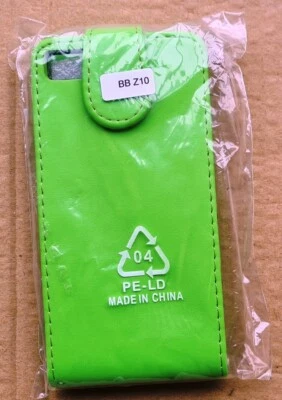 BB Z10
04
PE-LD
MADE IN CHINA